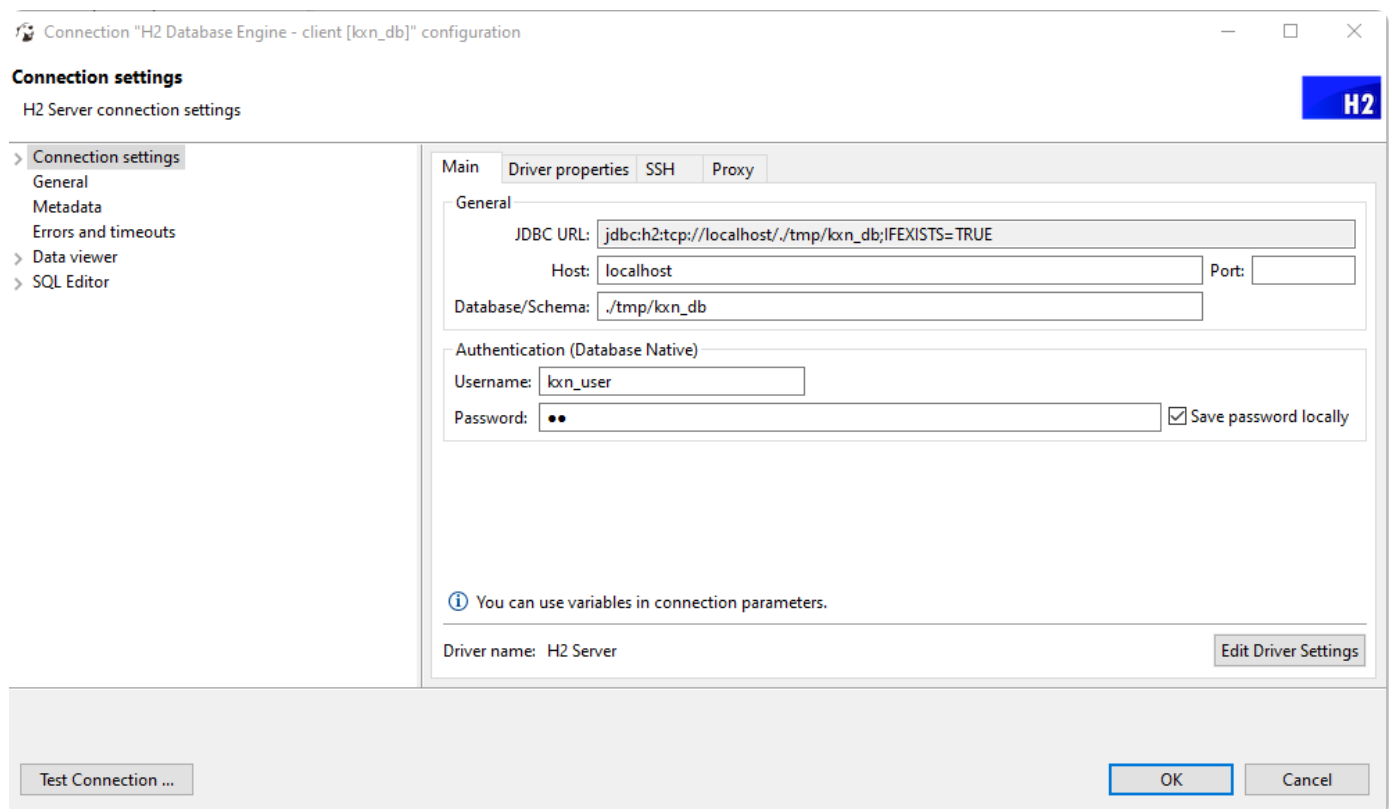 Connection "H2 Database Engine - client [kxn_db]" configuration
Connection settings
H2 Server connection settings
H2
Connection settings
General
Metadata
Errors and timeouts
Data viewer
SQL Editor
Main Driver properties SSH Proxy
General
JDBC URL: jdbc:h2:tcp://localhost/./tmp/kxn_db;IFEXISTS=TRUE
Host: localhost Port:
Database/Schema: ./tmp/kxn_db
Authentication (Database Native)
Username: kxn_user
Password: ●● Save password locally
You can use variables in connection parameters.
Driver name: H2 Server Edit Driver Settings
Test Connection ... OK Cancel